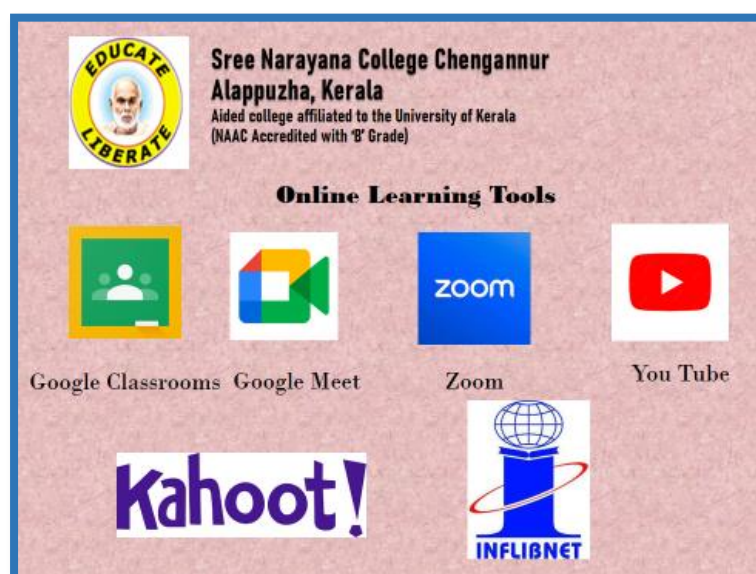 EDUCATE
LIBERATE
Sree Narayana College Chengannur
Alappuzha, Kerala
Aided college affiliated to the University of Kerala
(NAAC Accredited with 'B' Grade)
Online Learning Tools
zoom
Google Classrooms Google Meet Zoom You Tube
Kahoot!
INFLIBNET